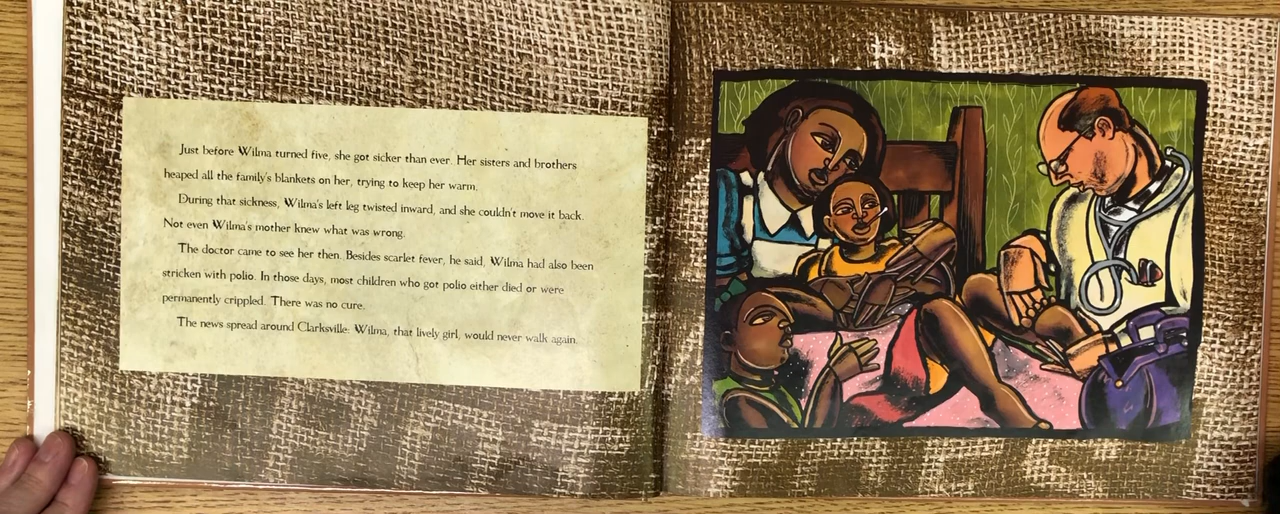 Just before Wilma turned five, she got sicker than ever. Her sisters and brothers
heaped all the family's blankets on her, trying to keep her warm.
During that sickness, Wilma's left leg twisted inward, and she couldn't move it back.
Not even Wilma's mother knew what was wrong.
The doctor came to see her then. Besides scarlet fever, he said, Wilma had also been
stricken with polio. In those days, most children who got polio either died or were
permanently crippled. There was no cure.
The news spread around Clarksville. Wilma, that lively girl, would never walk again.